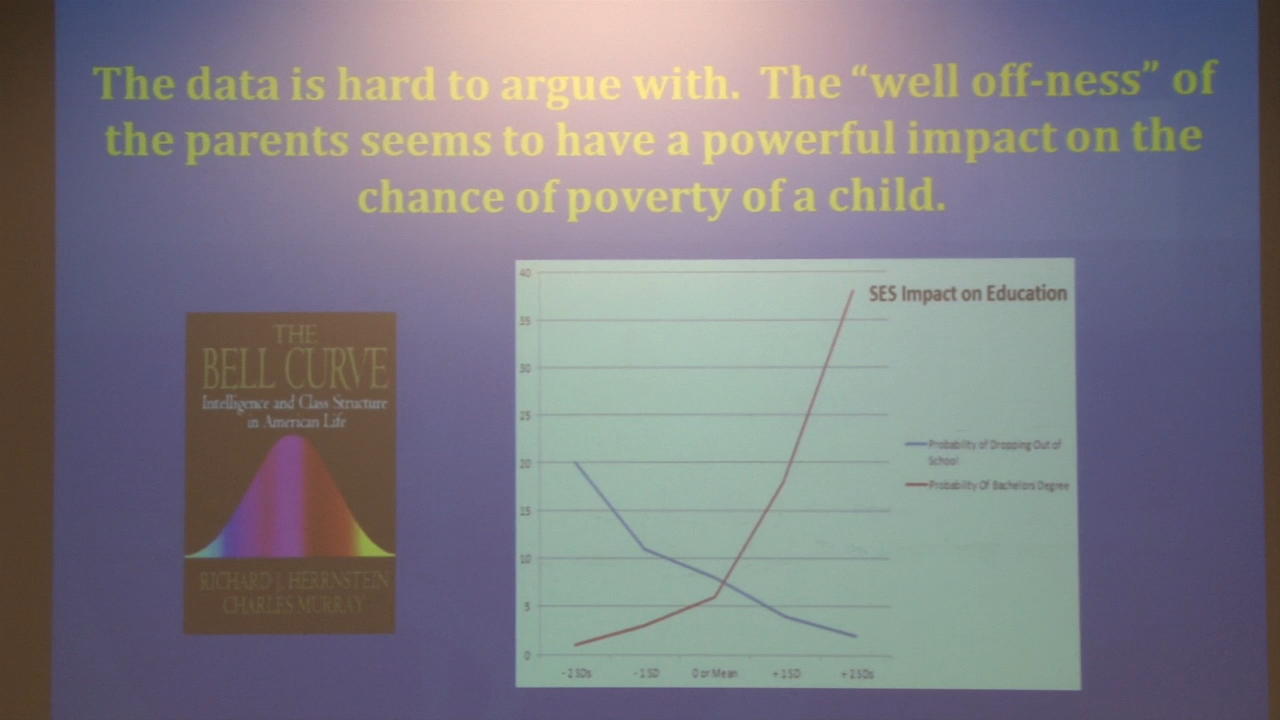 The data is hard to argue with. The “well off-ness” of
the parents seems to have a powerful impact on the
chance of poverty of a child.
THE
BELL CURVE
Intelligence and Class Structure
in American Life
RICHARD J. HERRNSTEIN
CHARLES MURRAY
SES Impact on Education
40
35
30
25
20
15
10
5
0
-2 SDs
-1 SD
0 or Mean
+1 SD
+2 SDs
Probability of Dropping Out of
School
Probability Of Bachelors Degree